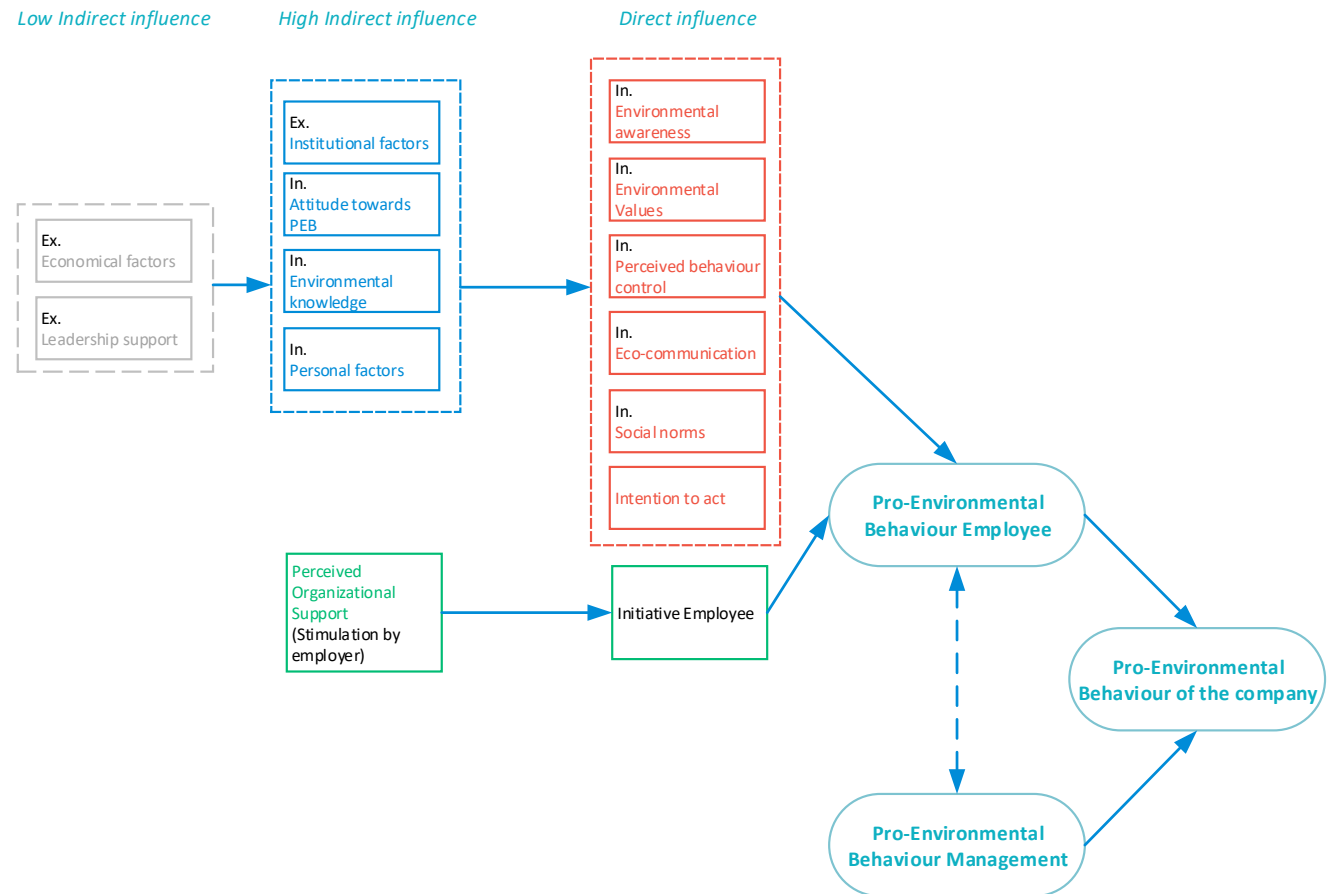 Low Indirect influence
High Indirect influence
Direct influence
Ex.
Economical factors
Ex.
Leadership support
Ex.
Institutional factors
In.
Attitude towards
PEB
In.
Environmental
knowledge
In.
Personal factors
In.
Environmental
awareness
In.
Environmental
Values
In.
Perceived behaviour
control
In.
Eco-communication
In.
Social norms
Intention to act
Perceived
Organizational
Support
(Stimulation by
employer)
Initiative Employee
Pro-Environmental
Behaviour Employee
Pro-Environmental
Behaviour of the company
Pro-Environmental
Behaviour Management